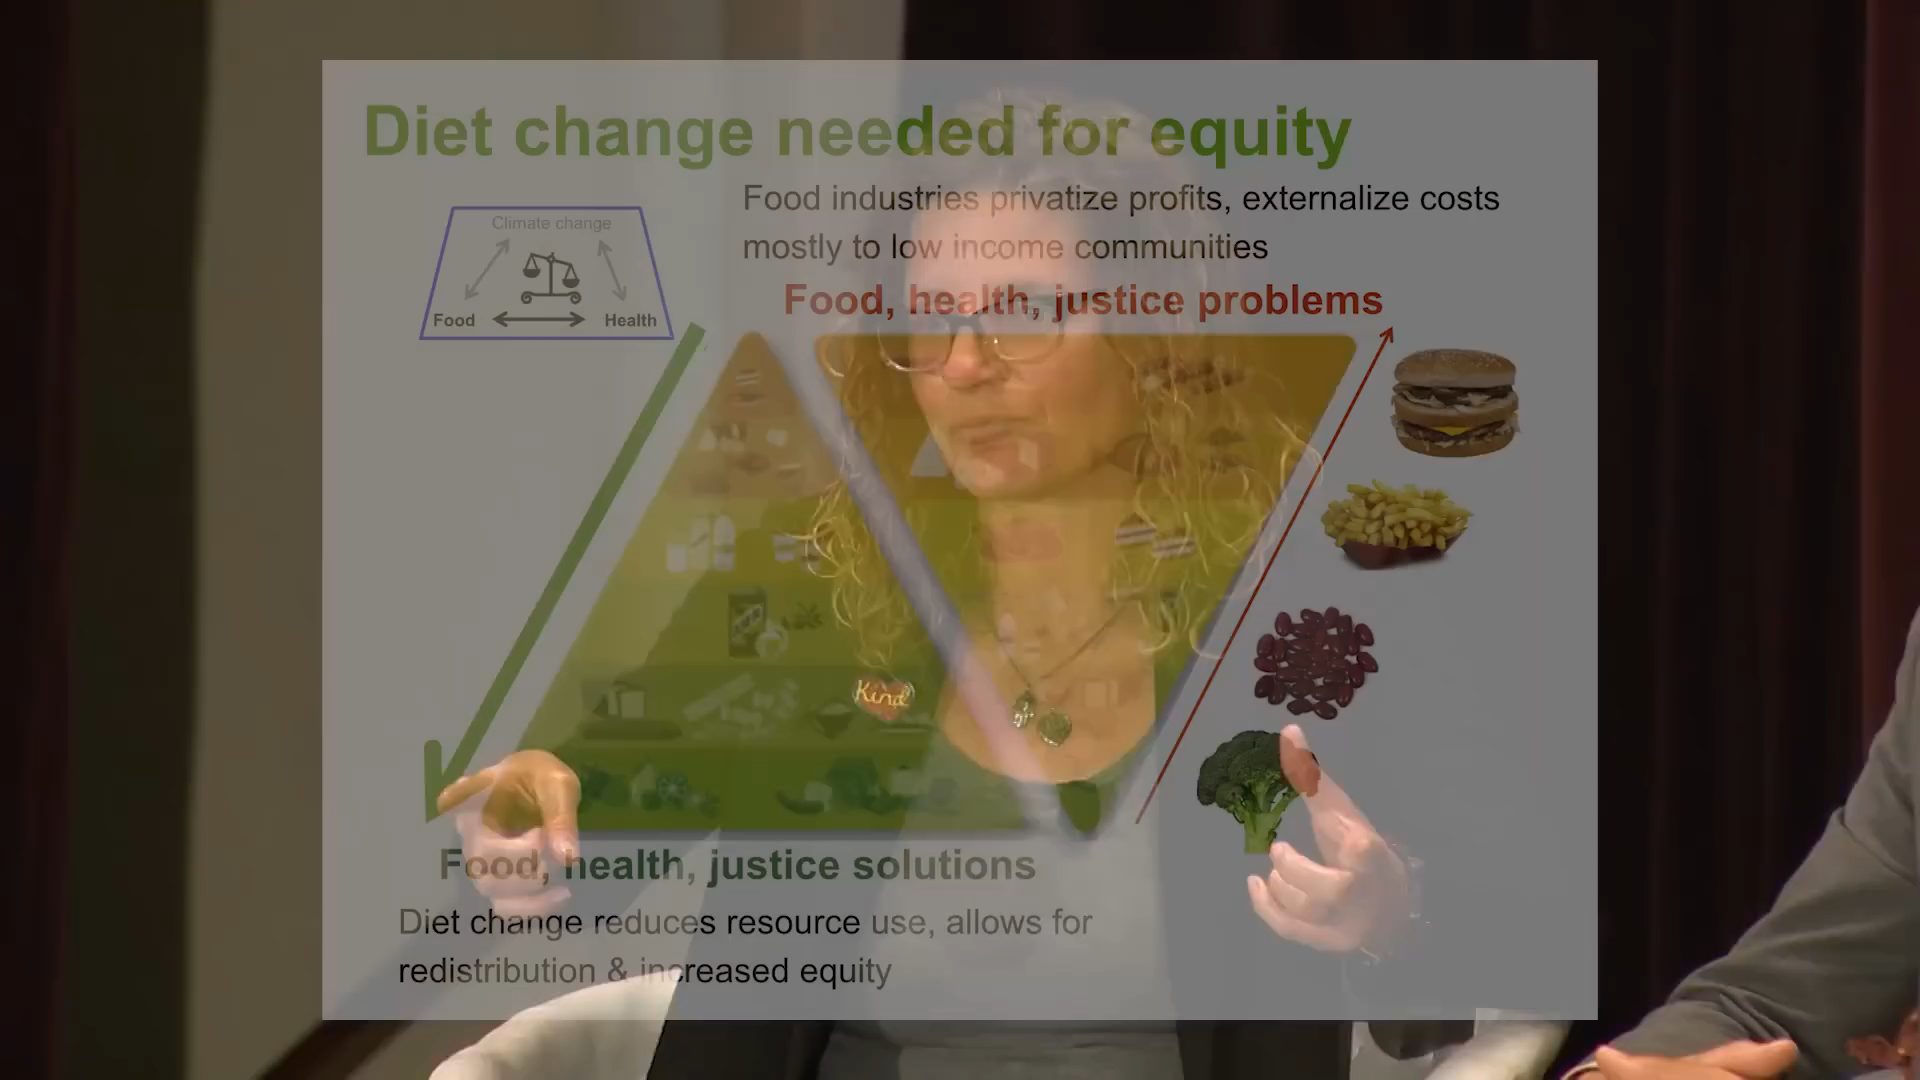 Diet change needed for equity
Food industries privatize profits, externalize costs
mostly to low income communities
Climate change
Food
Health
Food, health, justice problems
Kind
Food, health, justice solutions
Diet change reduces resource use, allows for
redistribution & increased equity